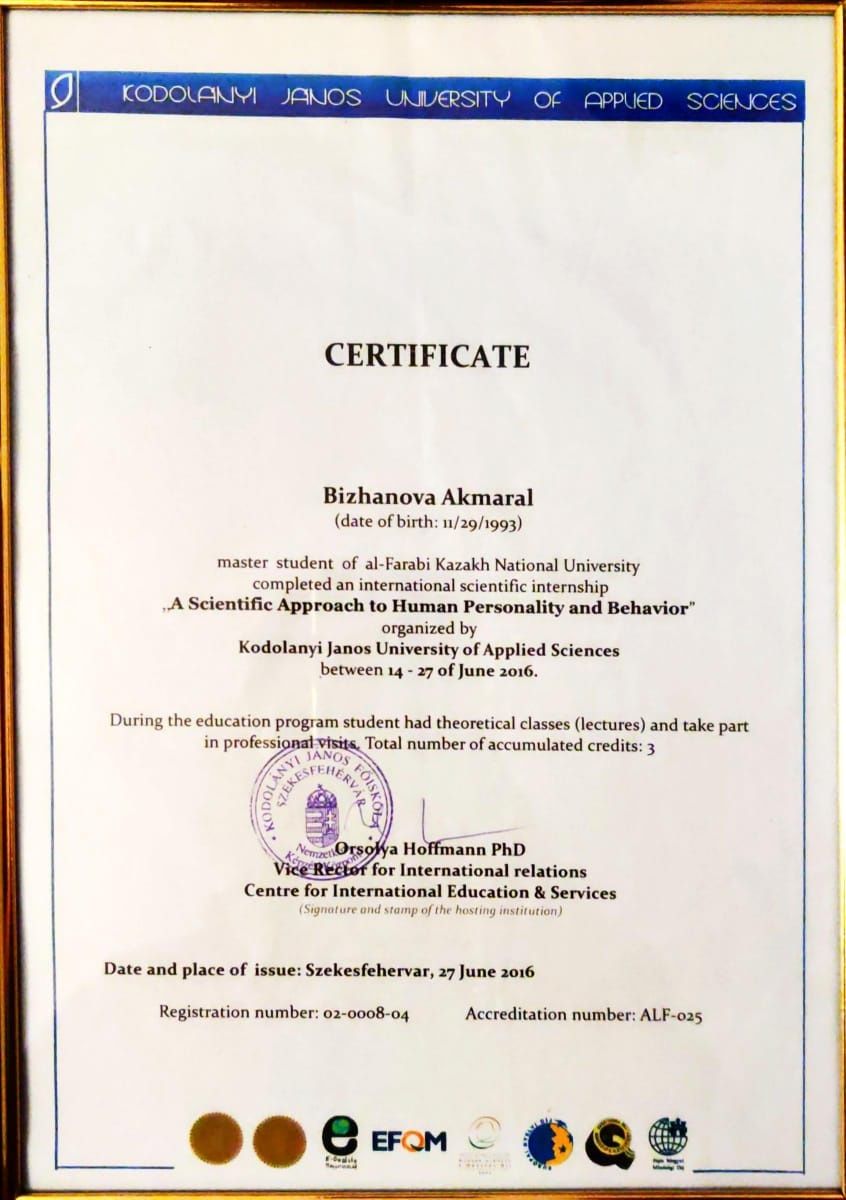 KODOLANYI JANOS UNIVERSITY OF APPLIED SCIENCES
CERTIFICATE
Bizhanova Akmaral
(date of birth: 11/29/1993)
master student of al-Farabi Kazakh National University
completed an international scientific internship
„A Scientific Approach to Human Personality and Behavior”
organized by
Kodolanyi Janos University of Applied Sciences
between 14 - 27 of June 2016.
During the education program student had theoretical classes (lectures) and take part
in professional visits. Total number of accumulated credits: 3
KODOLÁNYI JÁNOS FŐISKOLA
SZÉKESFEHÉRVÁR
Orsolya Hoffmann PhD
Vice Rector for International relations
Centre for International Education & Services
(Signature and stamp of the hosting institution)
Date and place of issue: Szekesfehervar, 27 June 2016
Registration number: 02-0008-04 Accreditation number: ALF-025
EFQM